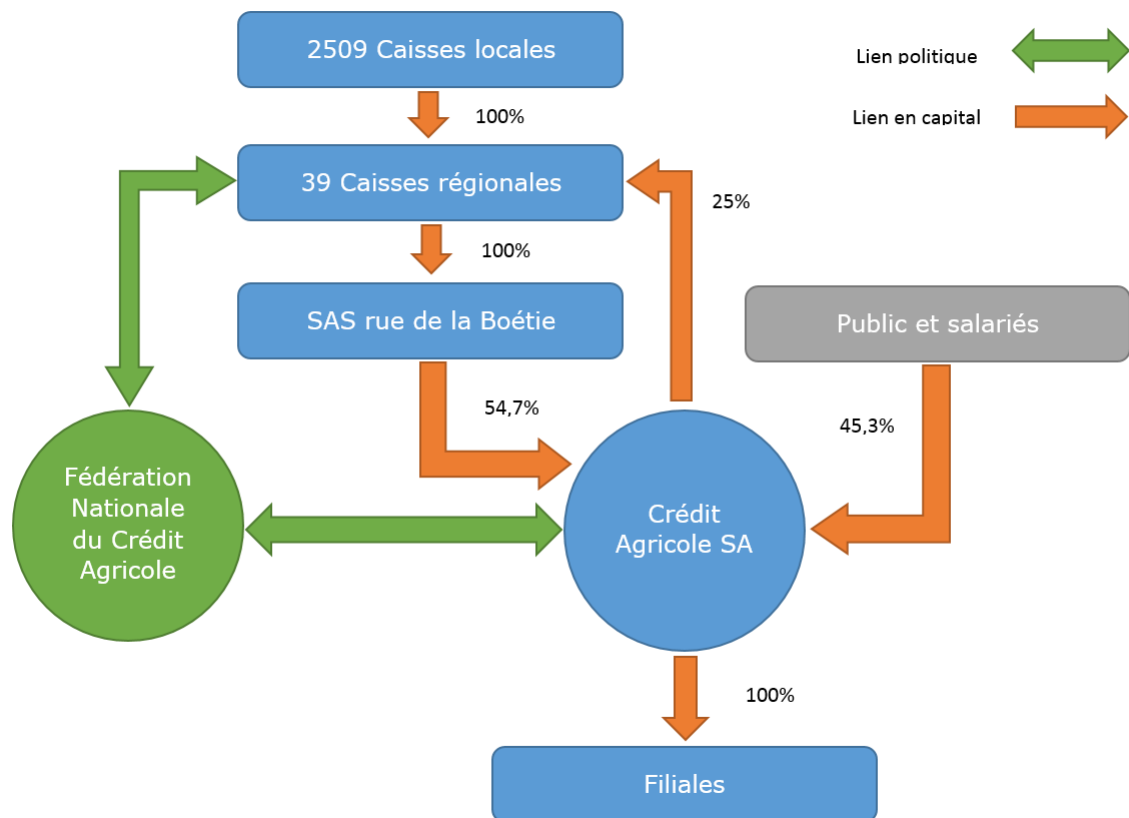 2509 Caisses locales
Lien politique
Lien en capital
100%
39 Caisses régionales
25%
100%
SAS rue de la Boétie
Public et salariés
54,7%
45,3%
Fédération
Nationale
du Crédit
Agricole
Crédit
Agricole SA
100%
Filiales